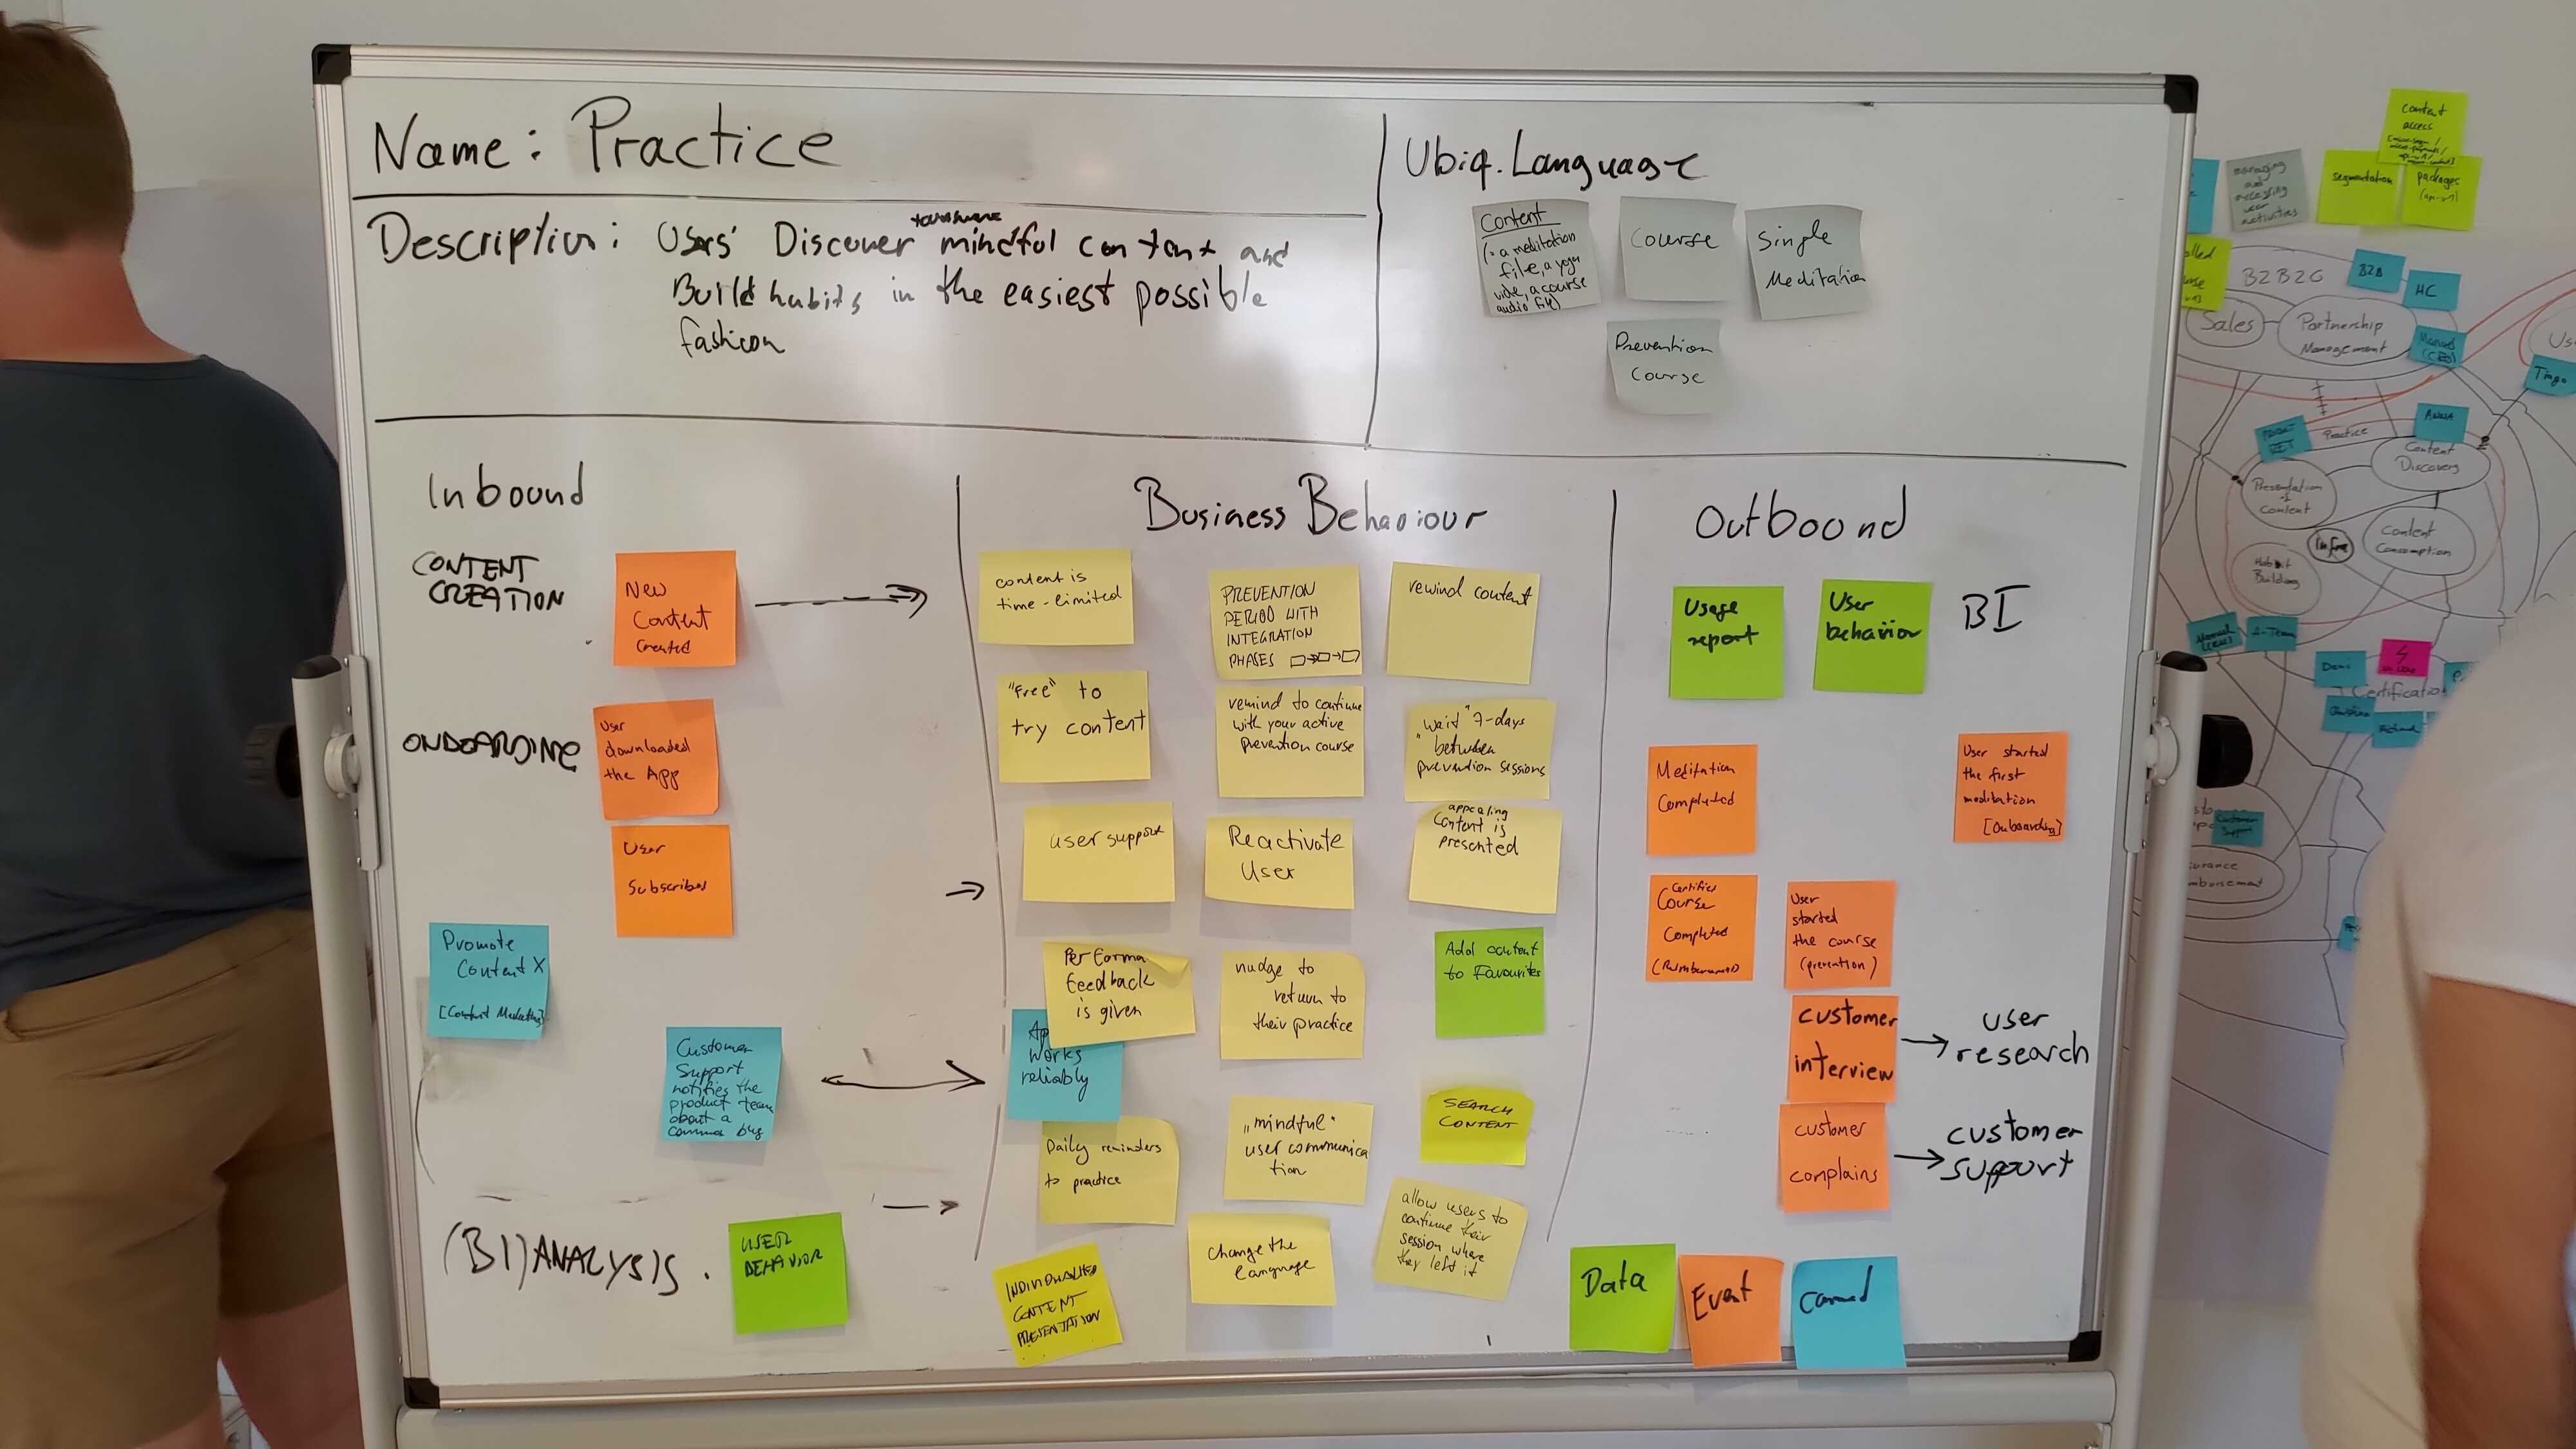 Name: Practice
Description: Users' Discover mindful content and
Build habits in the easiest possible
fashion
Ubiq. Language
Content
(= a meditation
file, a yoga
video, a course
audio file)
Course
Single
Meditation
Prevention
Course
Inbound
CONTENT
CREATION
New
Content
Created
ONBOARDING
User
downloaded
the App
User
Subscribes
Promote
Content X
[Content Marketing]
Customer
Support
notifies the
product team
about a
common bug
(BI) ANALYSIS.
USER
BEHAVIOR
Business Behaviour
content is
time-limited
PREVENTION
PERIOD WITH
INTEGRATION
PHASES
rewind content
"Free" to
try content
remind to continue
with your active
prevention course
"wait" 7-days
between
prevention sessions
user support
Reactivate
User
appealing
Content is
presented
feedback
is given
nudge to
return to
their practice
Add content
to Favourites
works
reliably
Daily reminders
to practice
"mindful"
user communica
tion
SEARCH
CONTENT
INDIVIDUALIZED
CONTENT
PRESENTATION
Change the
language
allow users to
continue their
session where
they left it
Outbound
Usage
report
User
behavior
BI
Meditation
Completed
User started
the first
meditation
[Onboarding]
Certified
Course
Completed
User
started
the course
(prevention)
customer
interview
user
research
customer
complains
customer
support
Data
Event
content
access
managing
and
accessing
user
activities
segmentation
packages
B2B2C
B2B
HC
Sales
Partnership
Management
Practice
ANNA
Content
Discovery
Presentation
of
Content
Content
Consumption
Habit
Building
A-Team
Customer
Support